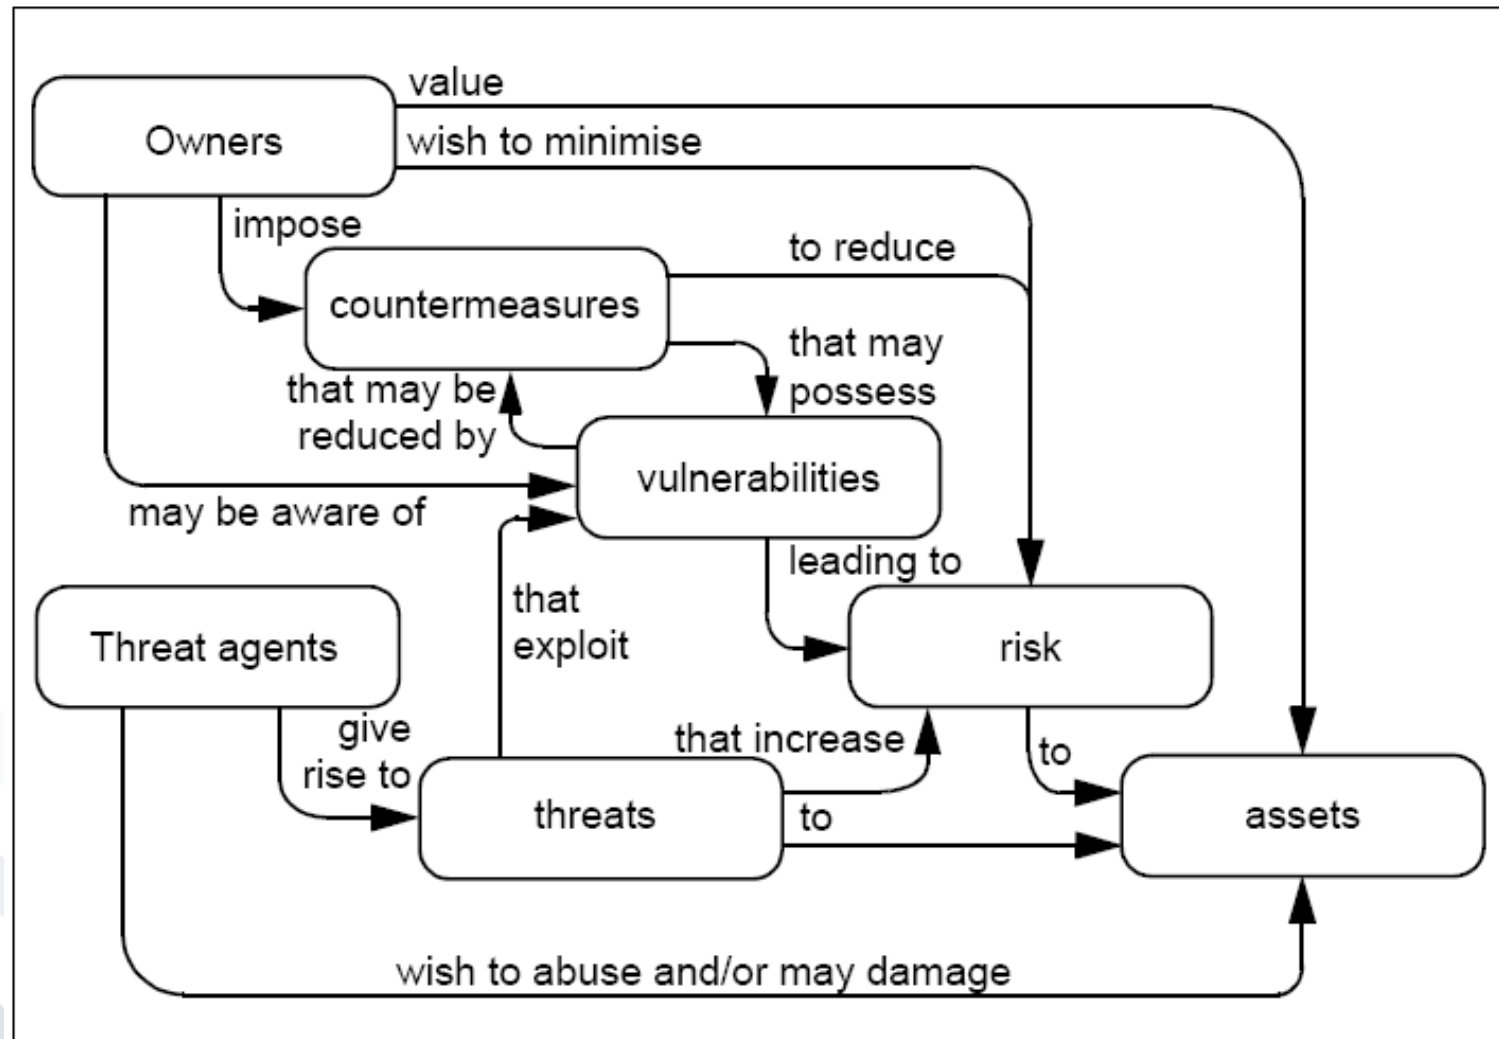 value
Owners
wish to minimise
impose
to reduce
countermeasures
that may
possess
that may be
reduced by
vulnerabilities
may be aware of
leading to
that
exploit
Threat agents
risk
give
rise to
that increase
to
threats
to
assets
wish to abuse and/or may damage